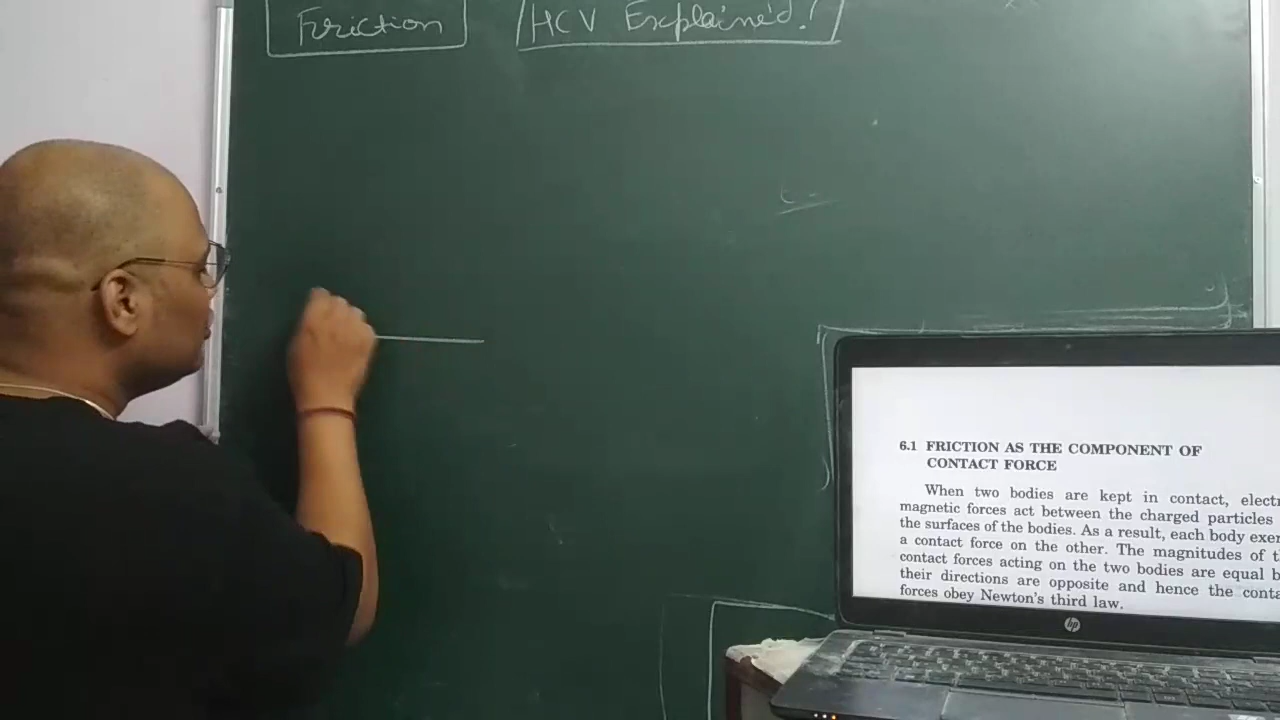 Friction
HCV Explained!
6.1 FRICTION AS THE COMPONENT OF
CONTACT FORCE
When two bodies are kept in contact, electr
magnetic forces act between the charged particles
the surfaces of the bodies. As a result, each body exer
a contact force on the other. The magnitudes of t
contact forces acting on the two bodies are equal b
their directions are opposite and hence the conta
forces obey Newton's third law.
hp